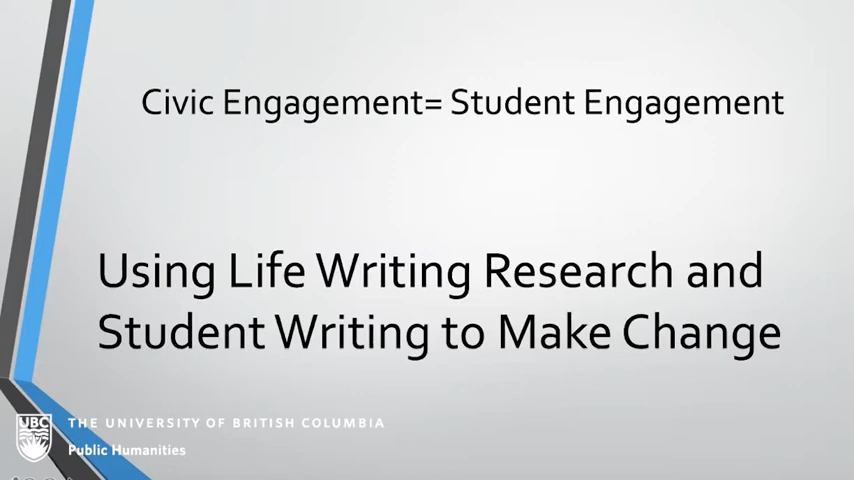 Civic Engagement= Student Engagement
Using Life Writing Research and
Student Writing to Make Change
UBC
THE UNIVERSITY OF BRITISH COLUMBIA
Public Humanities